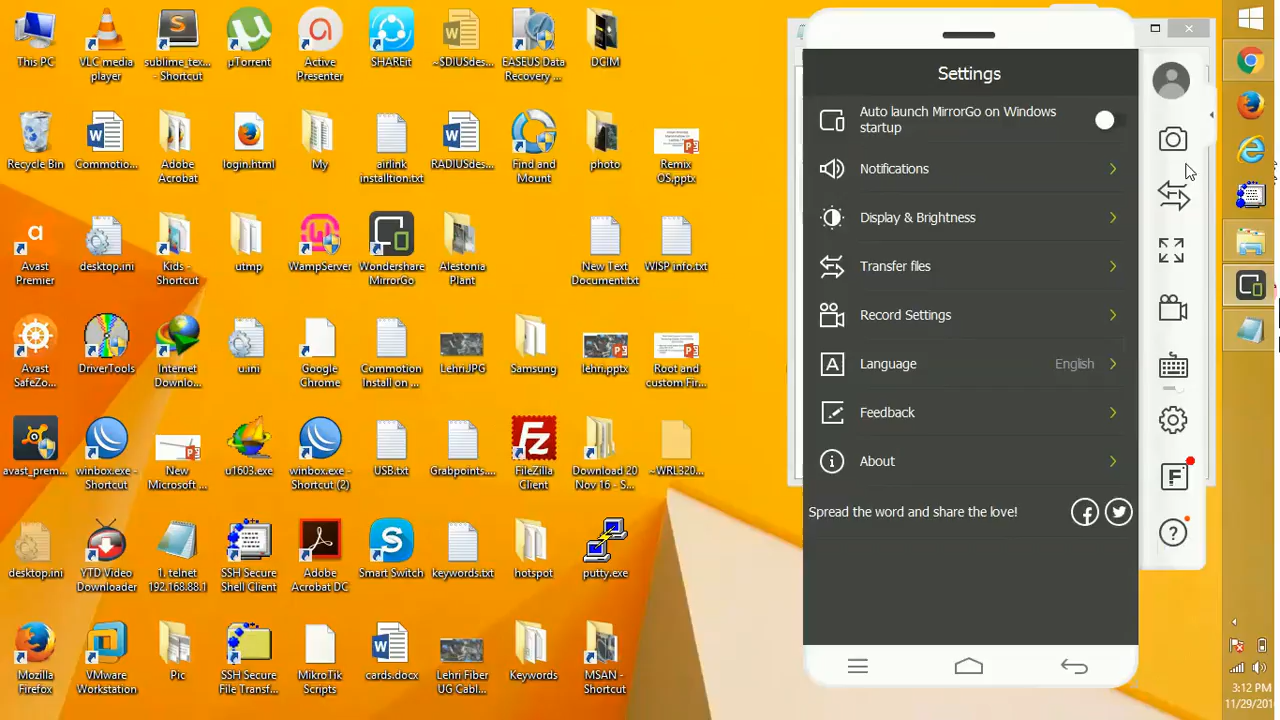 This PC
VLC media
player
sublime_tex...
- Shortcut
µTorrent
Active
Presenter
SHAREit
~SDIUSdes...
EASEUS Data
Recovery ...
DCIM
Recycle Bin
Commotio...
Adobe
Acrobat
login.html
My
airlink
installtion.txt
RADIUSdes...
Find and
Mount
photo
Remix
OS.pptx
Avast
Premier
desktop.ini
Kids -
Shortcut
utmp
WampServer
Wondershare
MirrorGo
Alestonia
Plant
New Text
Document.txt
WISP info.txt
Avast
SafeZo...
DriverTools
Internet
Downlo...
u.ini
Google
Chrome
Commotion
Install on ...
Lehri.JPG
Samsung
lehri.pptx
Root and
custom Fir...
avast_prem...
winbox.exe -
Shortcut
New
Microsoft ...
u1603.exe
winbox.exe -
Shortcut (2)
USB.txt
Grabpoints....
FileZilla
Client
Download 20
Nov 16 - S...
~WRL320...
desktop.ini
YTD Video
Downloader
1. telnet
192.168.88.1
SSH Secure
Shell Client
Adobe
Acrobat DC
Smart Switch
keywords.txt
hotspot
putty.exe
Mozilla
Firefox
VMware
Workstation
Pic
SSH Secure
File Transf...
MikroTik
Scripts
cards.docx
Lehri Fiber
UG Cabl...
Keywords
MSAN -
Shortcut
Settings
Auto launch MirrorGo on Windows
startup
Notifications
Display & Brightness
Transfer files
Record Settings
Language English
Feedback
About
Spread the word and share the love!
3:12 PM
11/29/201